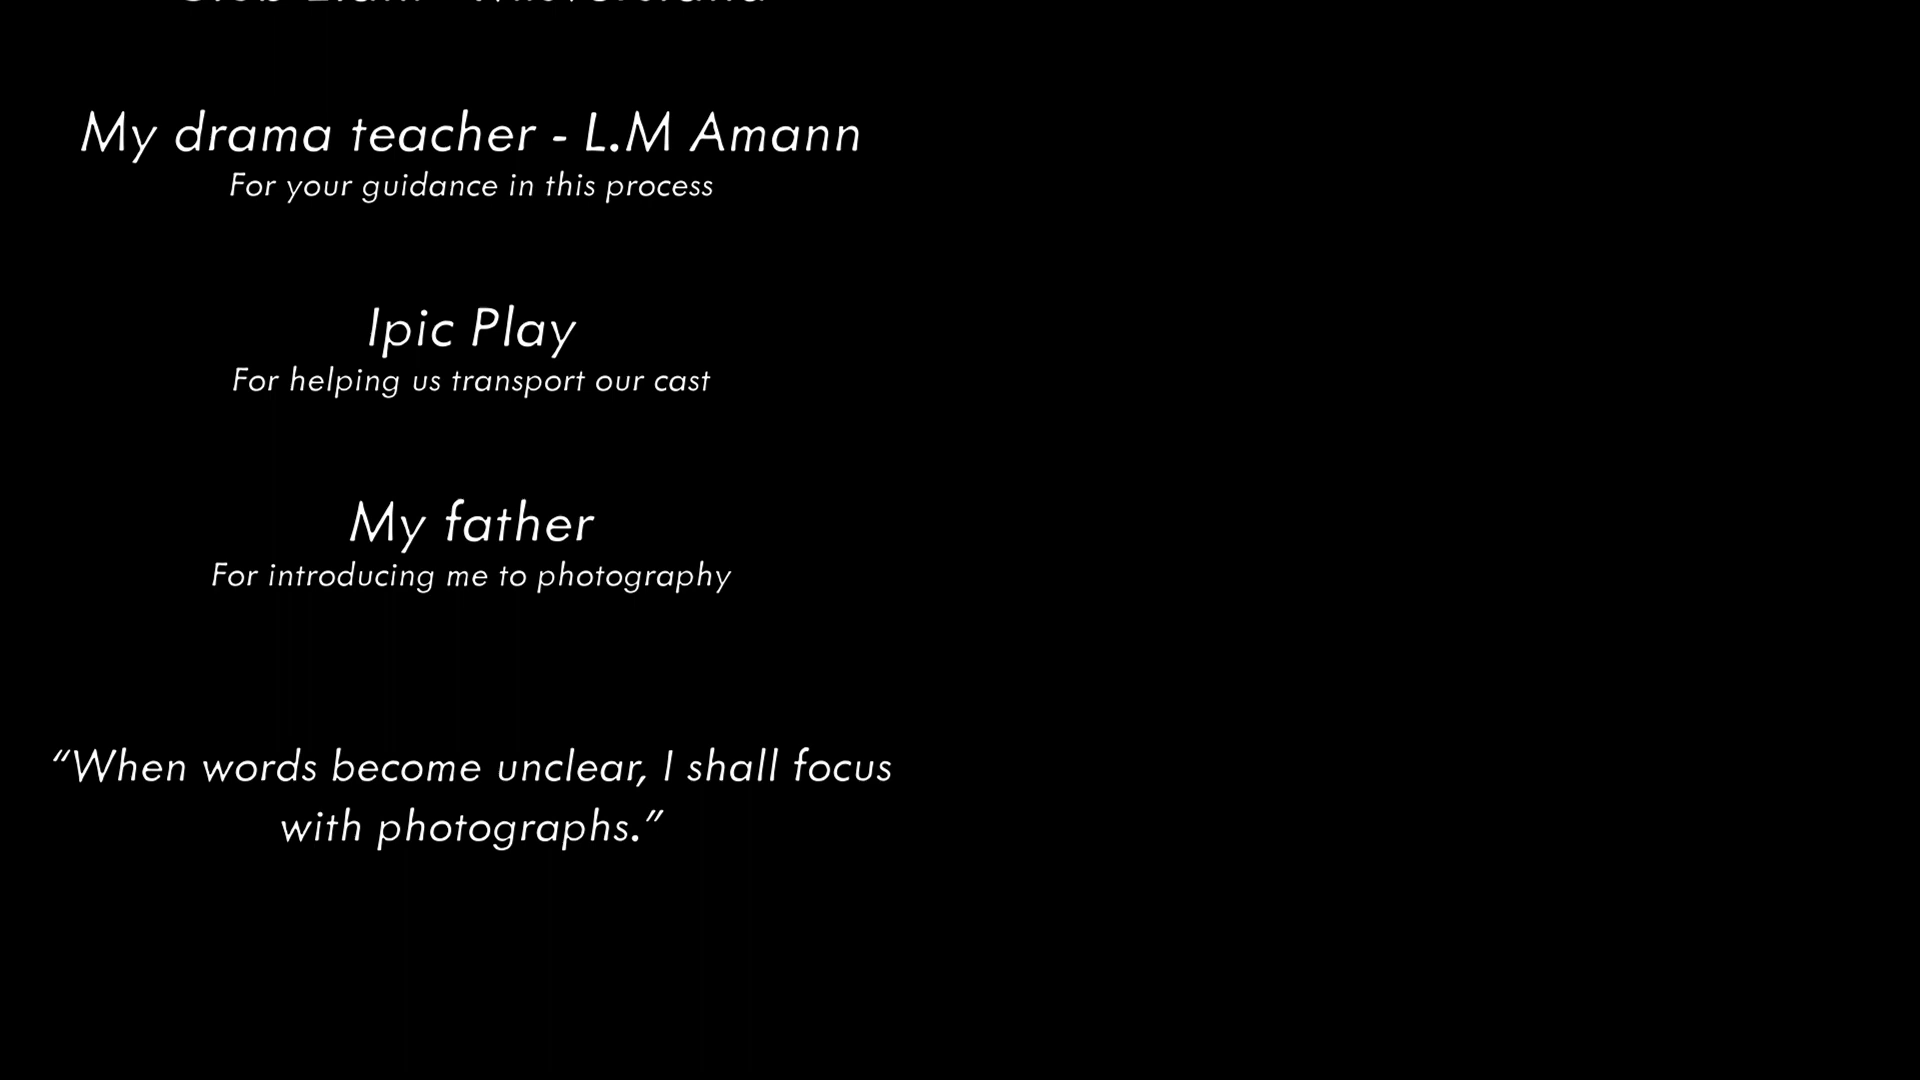 My drama teacher - L.M Amann
For your guidance in this process
Ipic Play
For helping us transport our cast
My father
For introducing me to photography
“When words become unclear, I shall focus
with photographs.”